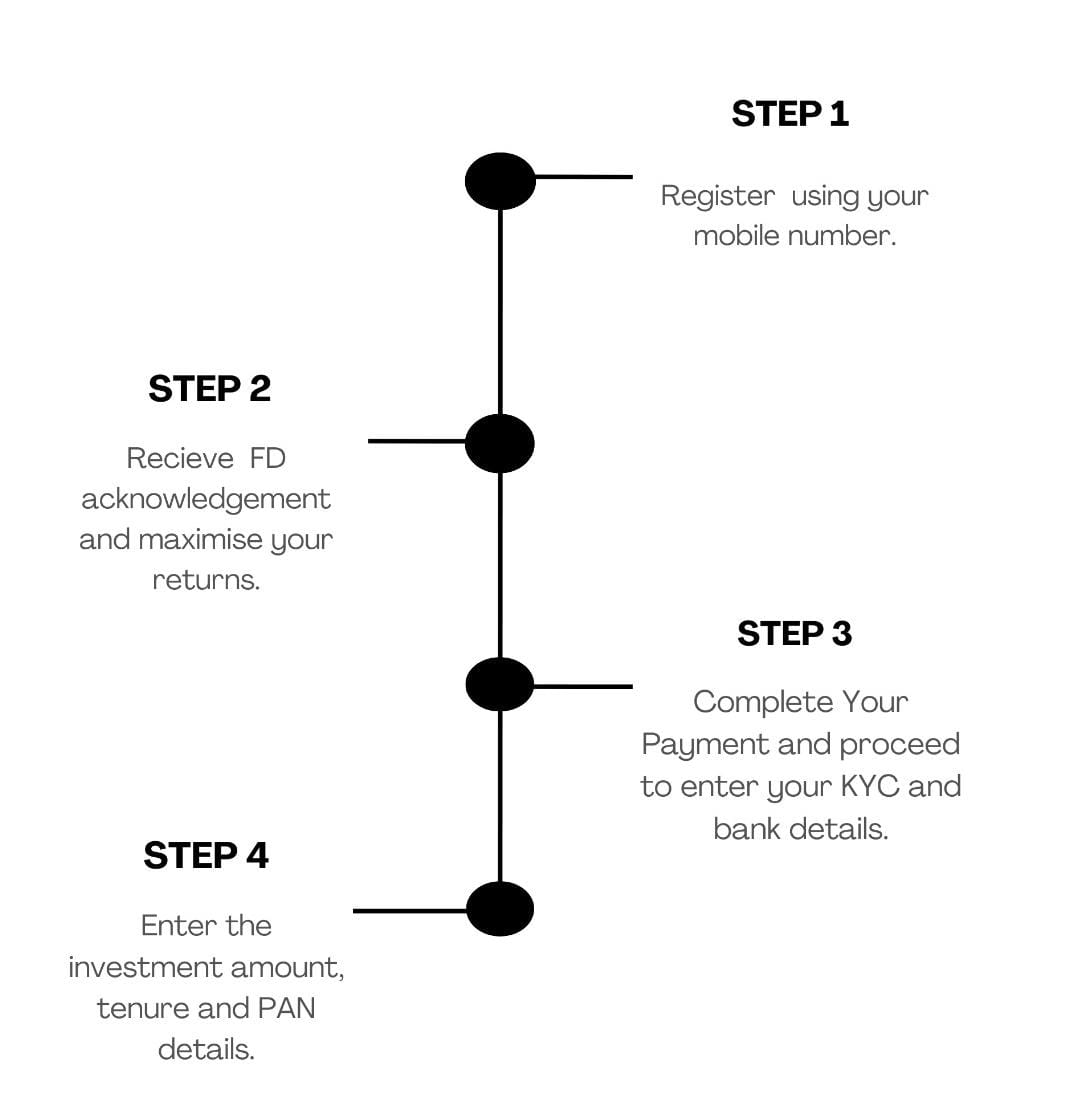 STEP 1
Register  using your
mobile number.
STEP 2
Recieve  FD
acknowledgement
and maximise your
returns.
STEP 3
Complete Your
Payment and proceed
to enter your KYC and
bank details.
STEP 4
Enter the
investment amount,
tenure and PAN
details.